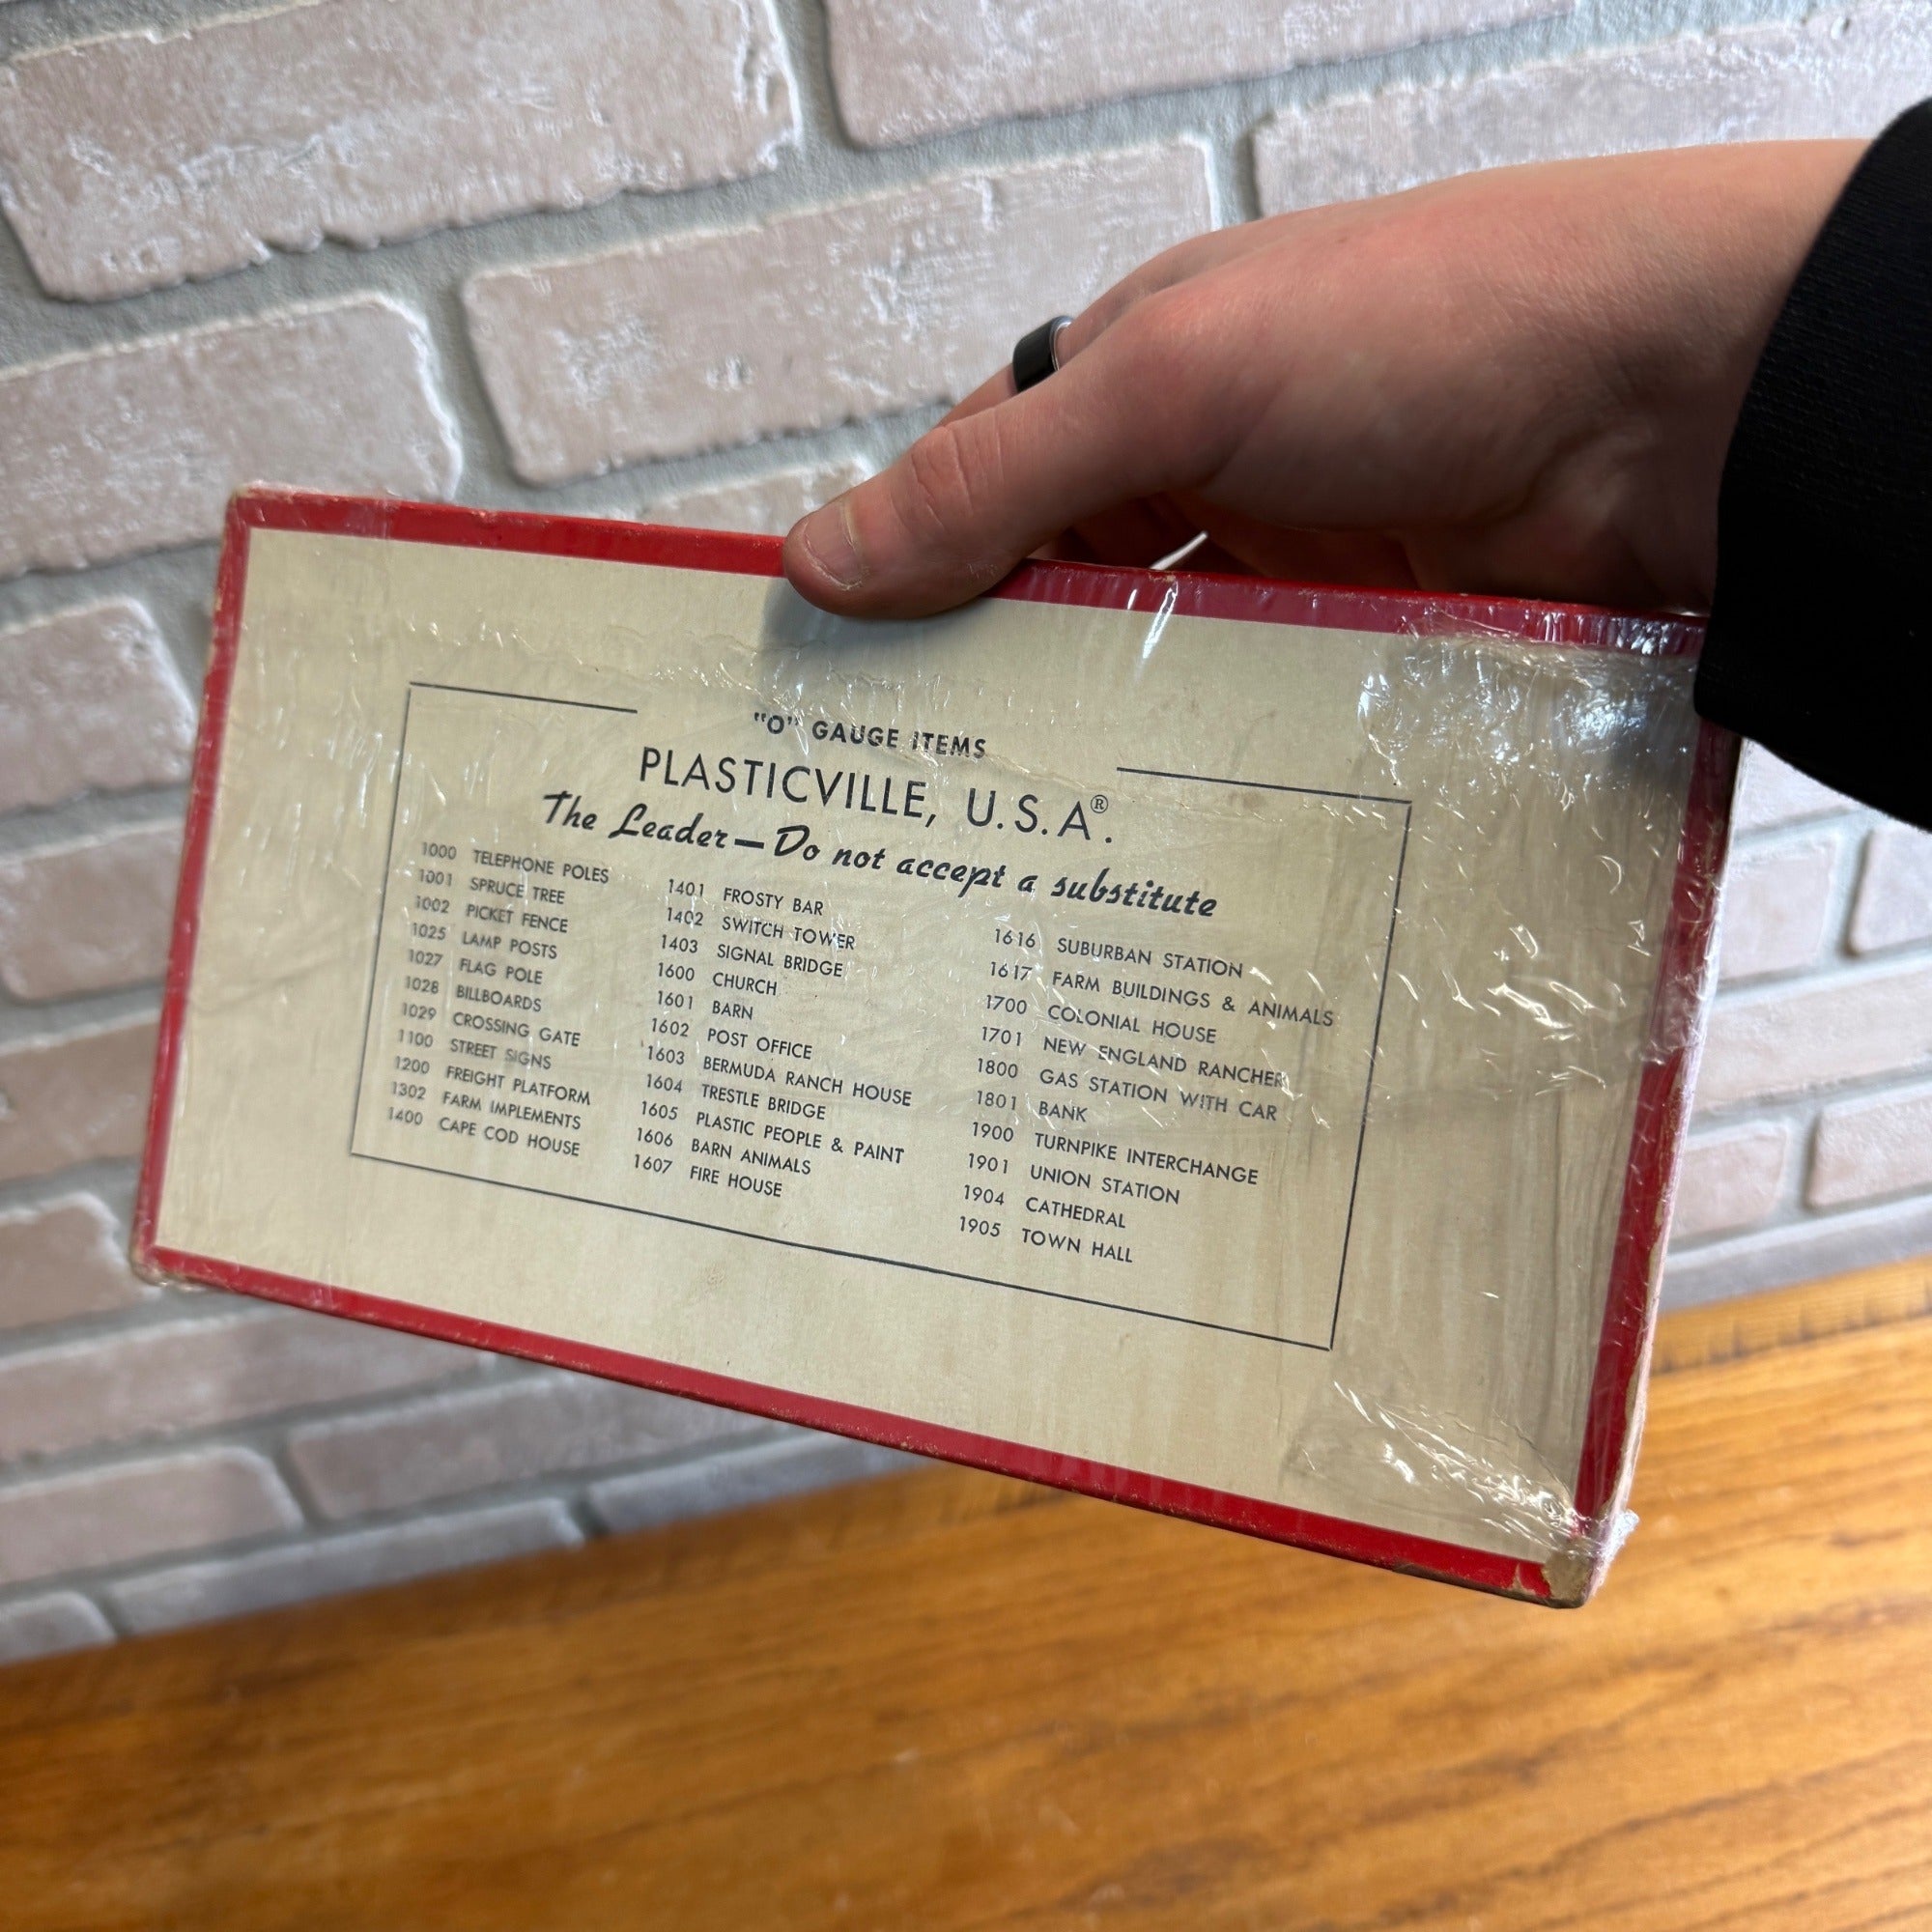 "O" GAUGE ITEMS
PLASTICVILLE, U.S.A.®
The Leader—Do not accept a substitute
1000 TELEPHONE POLES
1001 SPRUCE TREE
1002 PICKET FENCE
1025 LAMP POSTS
1027 FLAG POLE
1028 BILLBOARDS
1029 CROSSING GATE
1100 STREET SIGNS
1200 FREIGHT PLATFORM
1302 FARM IMPLEMENTS
1400 CAPE COD HOUSE
1401 FROSTY BAR
1402 SWITCH TOWER
1403 SIGNAL BRIDGE
1600 CHURCH
1601 BARN
1602 POST OFFICE
1603 BERMUDA RANCH HOUSE
1604 TRESTLE BRIDGE
1605 PLASTIC PEOPLE & PAINT
1606 BARN ANIMALS
1607 FIRE HOUSE
1616 SUBURBAN STATION
1617 FARM BUILDINGS & ANIMALS
1700 COLONIAL HOUSE
1701 NEW ENGLAND RANCHER
1800 GAS STATION WITH CAR
1801 BANK
1900 TURNPIKE INTERCHANGE
1901 UNION STATION
1904 CATHEDRAL
1905 TOWN HALL